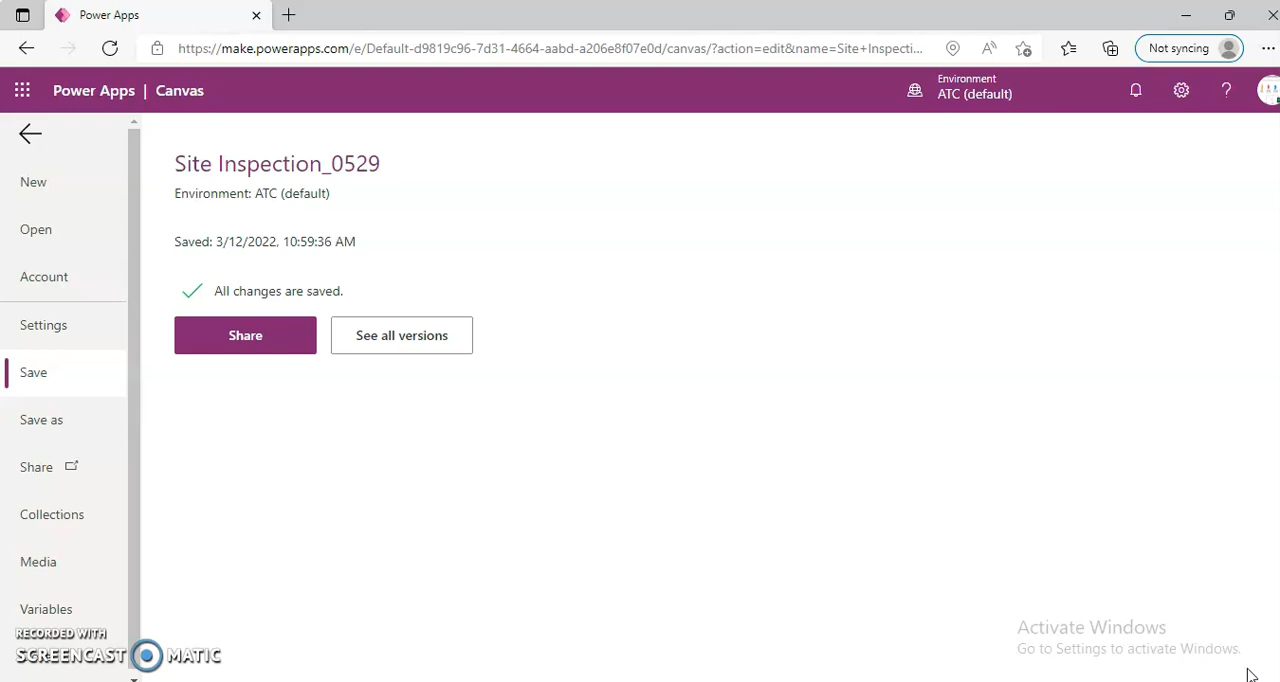 Power Apps
https://make.powerapps.com/e/Default-d9819c96-7d31-4664-aabd-a206e8f07e0d/canvas/?action=edit&name=Site+Inspecti...
Not syncing
Power Apps | Canvas
Environment
ATC (default)
New
Open
Account
Settings
Save
Save as
Share
Collections
Media
Variables
Site Inspection_0529
Environment: ATC (default)
Saved: 3/12/2022, 10:59:36 AM
All changes are saved.
Share
See all versions
RECORDED WITH
SCREENCAST MATIC
Activate Windows
Go to Settings to activate Windows.